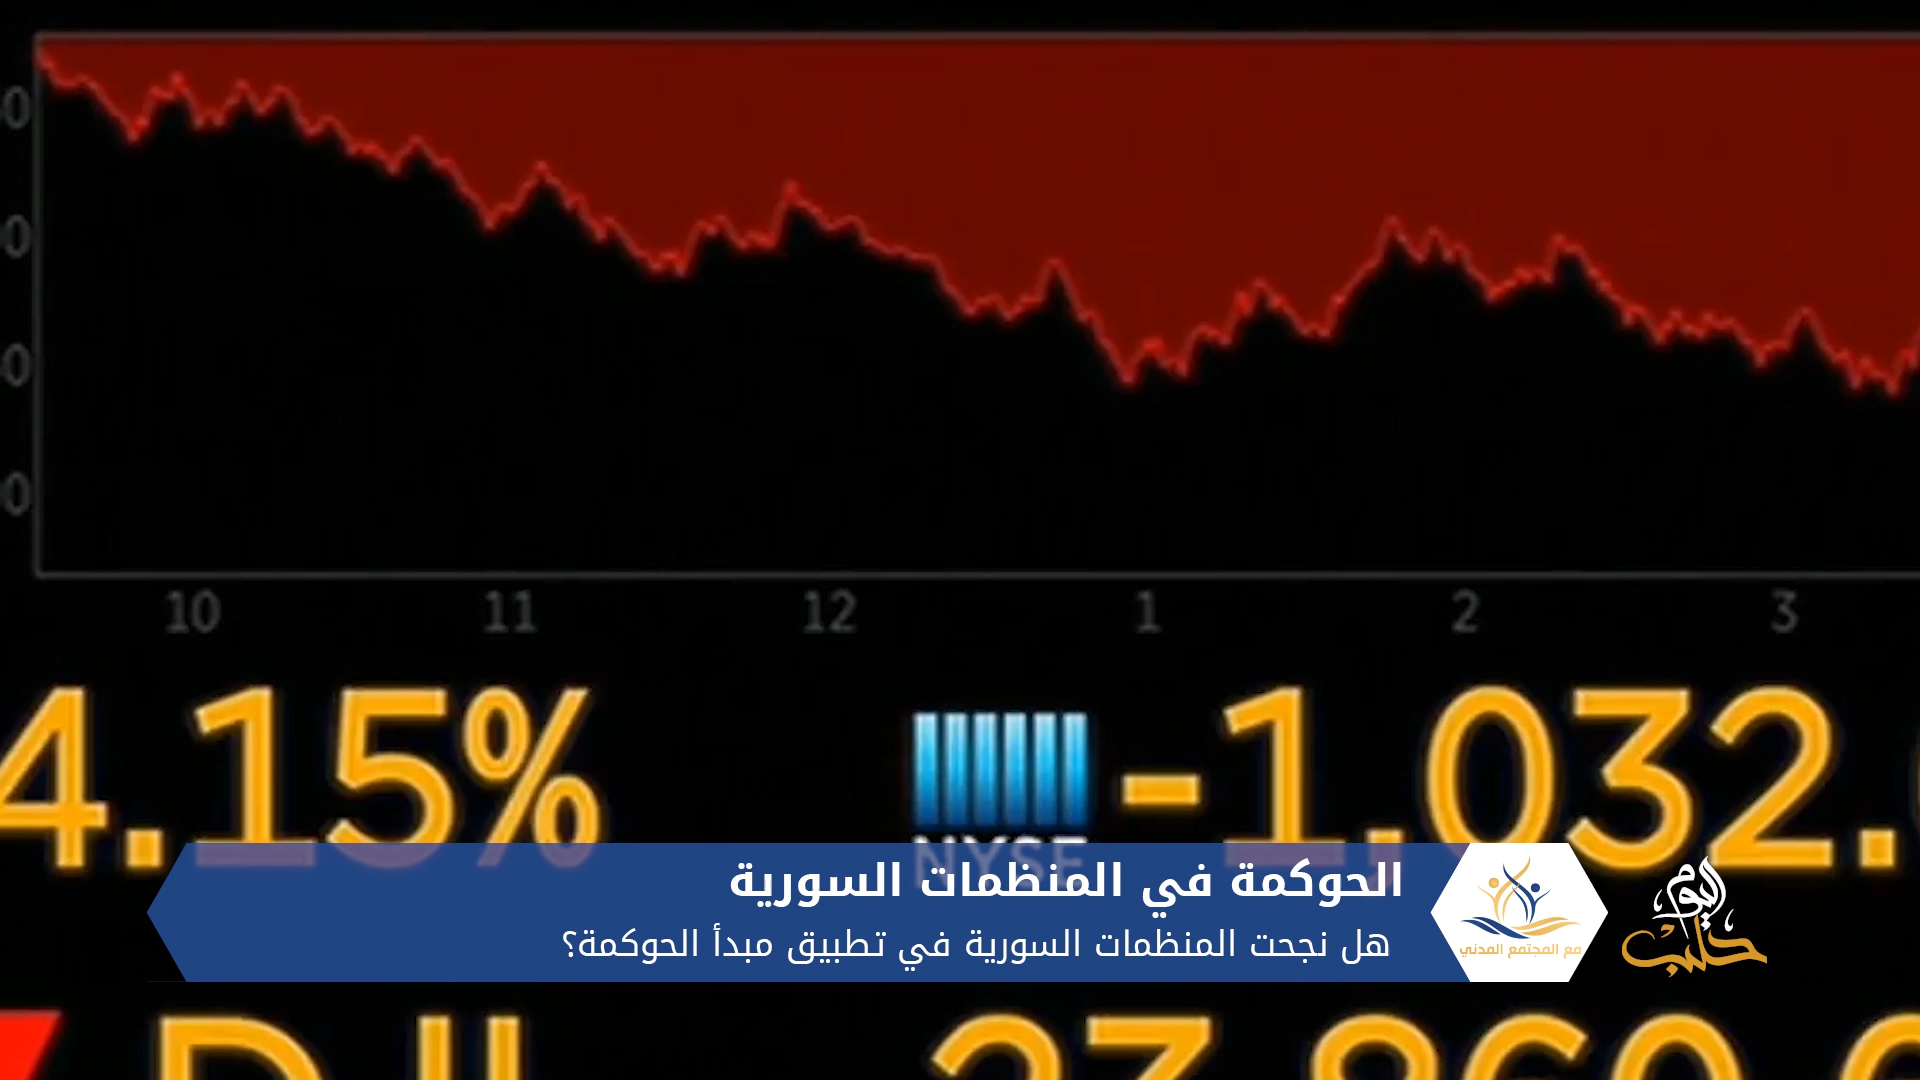 10 11 12 1 2 3
4.15%
-1.032.
NYSE
الحوكمة في المنظمات السورية
هل نجحت المنظمات السورية في تطبيق مبدأ الحوكمة؟
مع المجتمع المدني
حلب اليوم